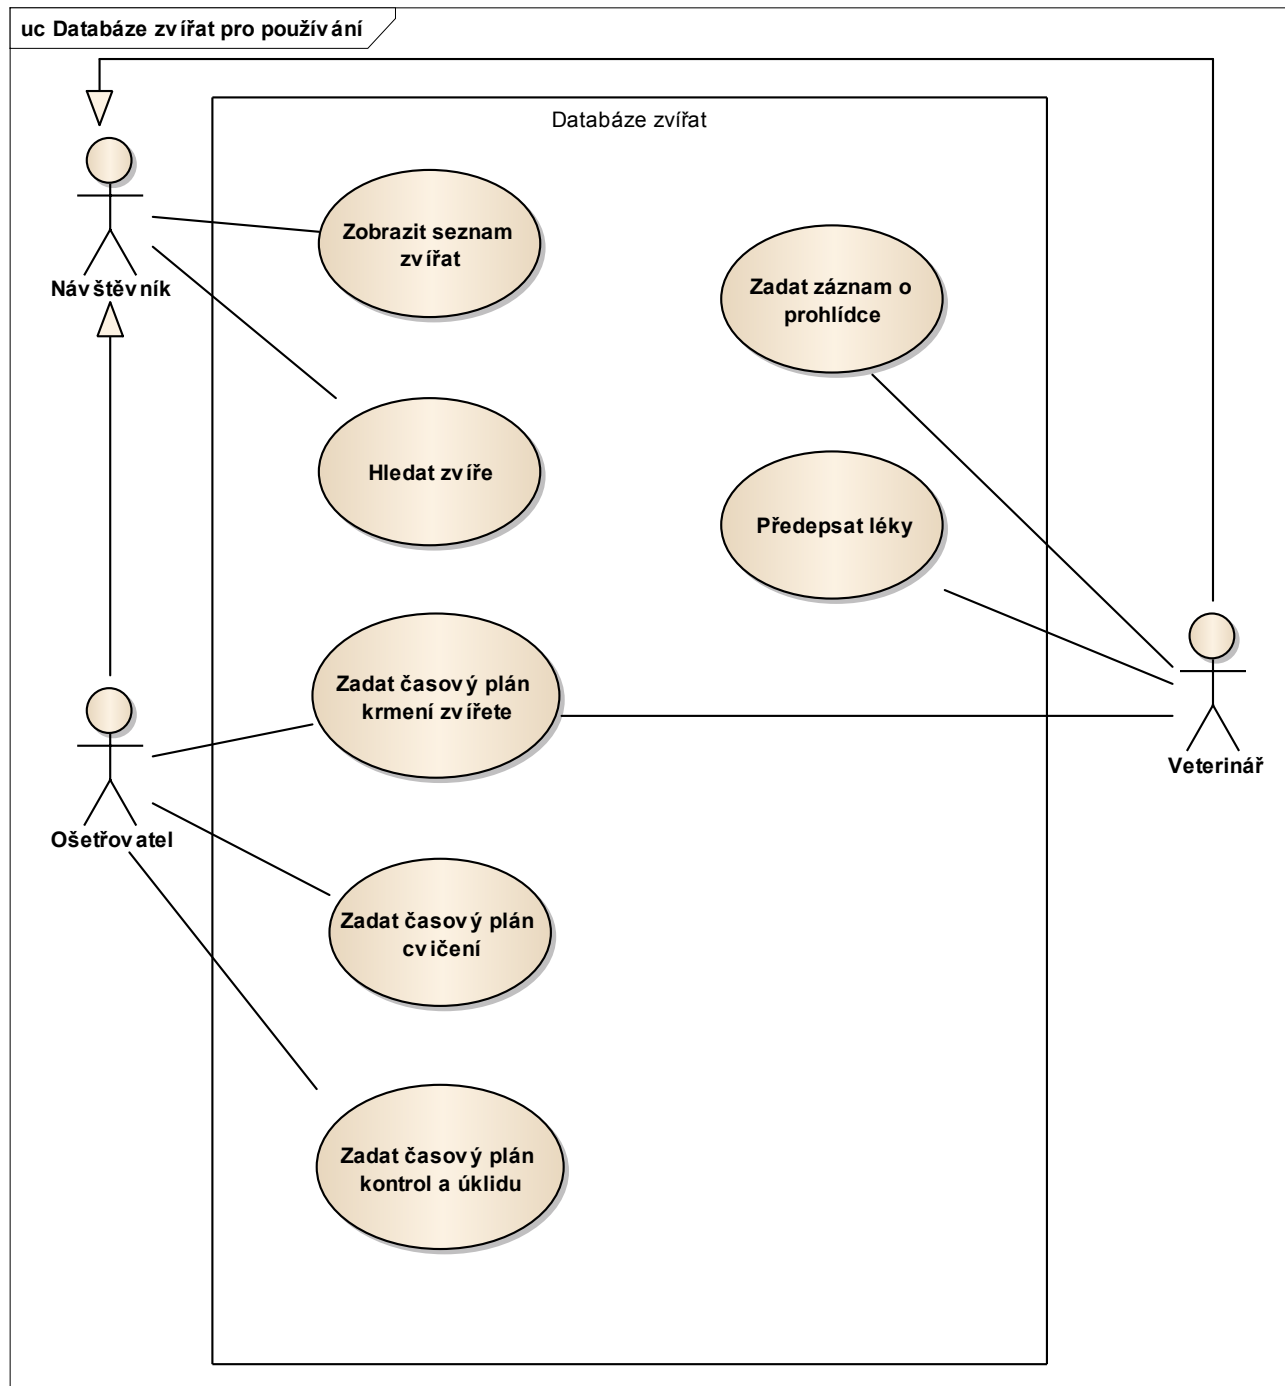 uc Databáze zvířat pro používání
Databáze zvířat
Návštěvník
Zobrazit seznam
zvířat
Zadat záznam o
prohlídce
Hledat zvíře
Předepsat léky
Zadat časový plán
krmení zvířete
Veterinář
Ošetřovatel
Zadat časový plán
cvičení
Zadat časový plán
kontrol a úklidu